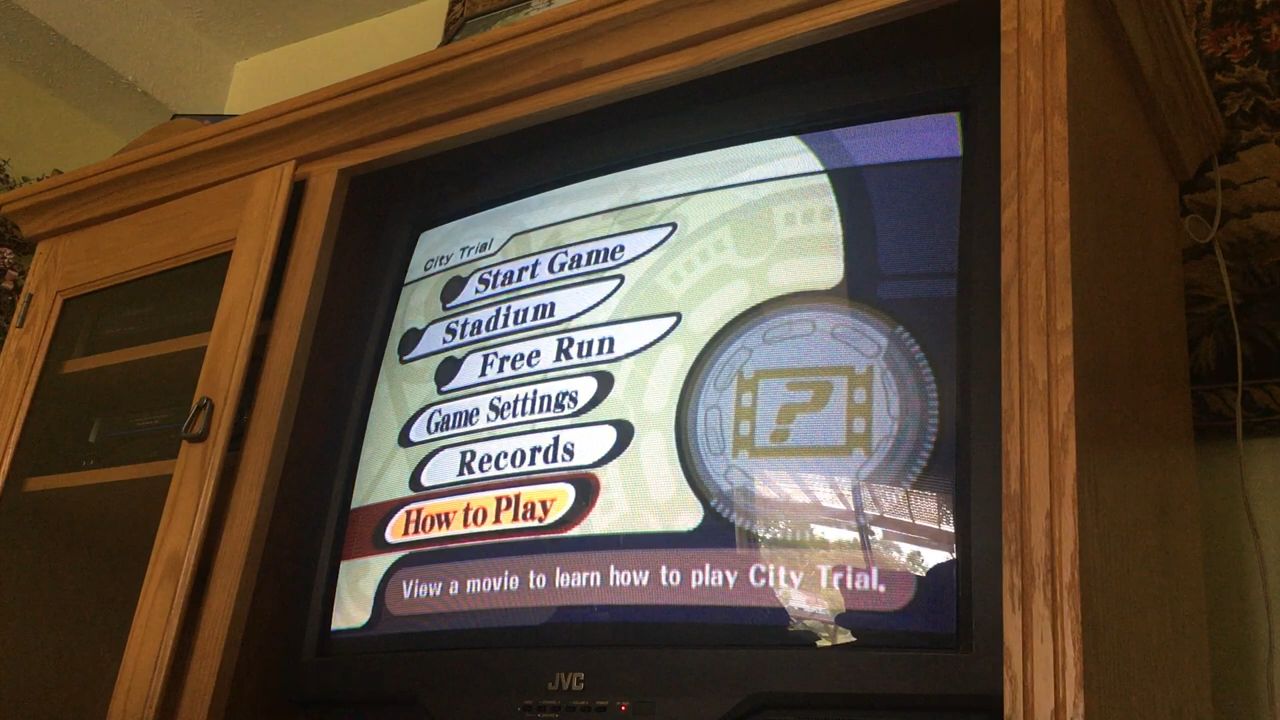 City Trial
Start Game
Stadium
Free Run
Game Settings
Records
How to Play
?
View a movie to learn how to play City Trial.
JVC